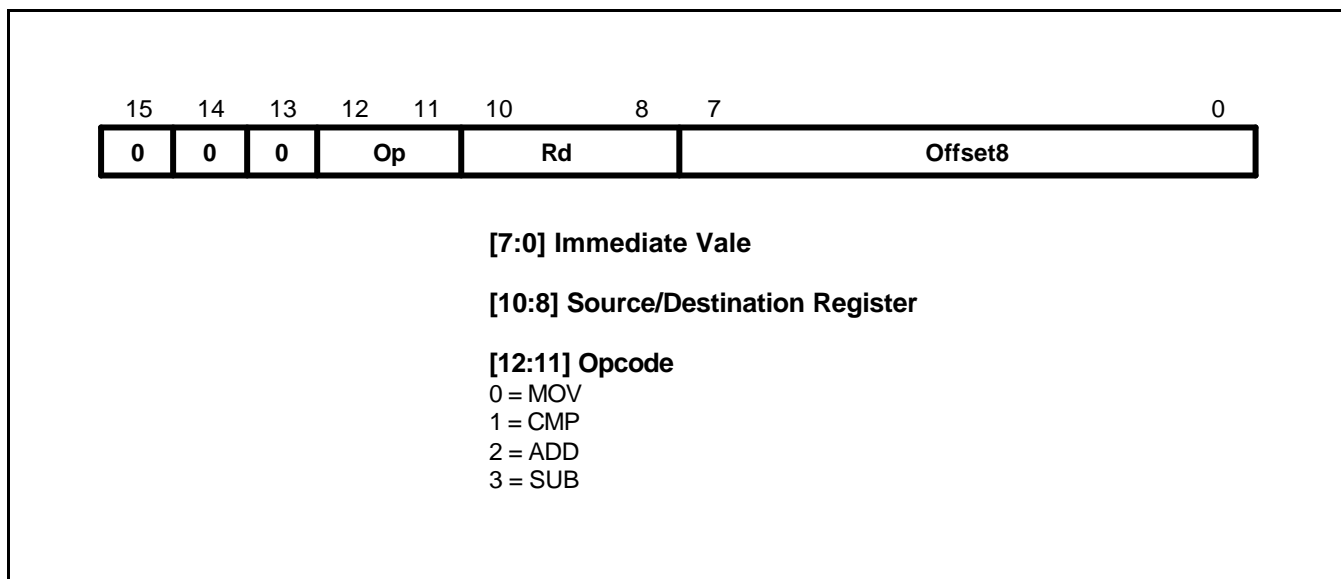 15 14 13 12 11 10 8 7 0
0 0 0 Op Rd Offset8
[7:0] Immediate Vale
[10:8] Source/Destination Register
[12:11] Opcode
0 = MOV
1 = CMP
2 = ADD
3 = SUB